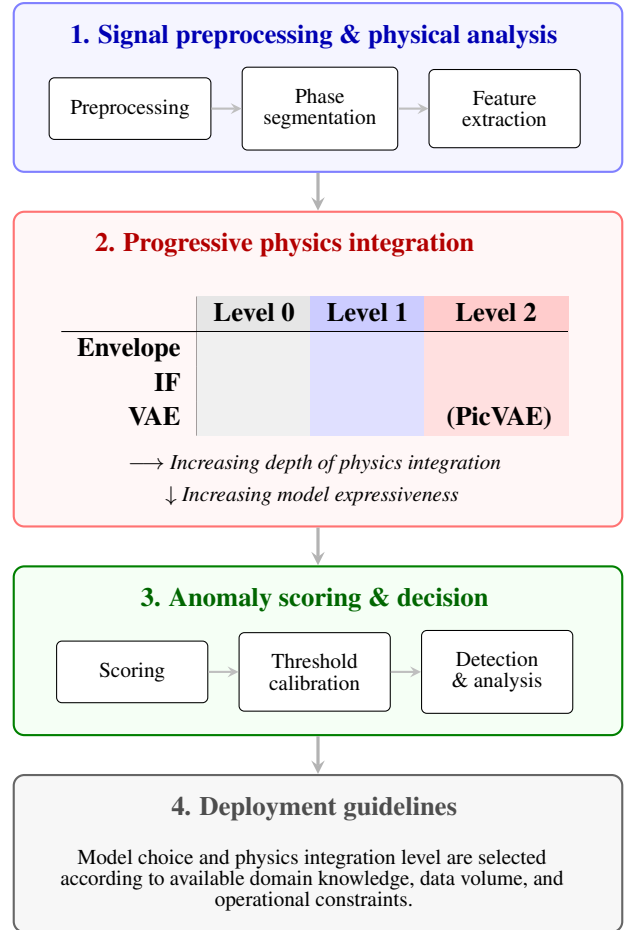 1. Signal preprocessing & physical analysis
Preprocessing
Phase
segmentation
Feature
extraction
2. Progressive physics integration
Level 0 Level 1 Level 2
Envelope
IF
VAE (PicVAE)
⟶ Increasing depth of physics integration
↓ Increasing model expressiveness
3. Anomaly scoring & decision
Scoring
Threshold
calibration
Detection
& analysis
4. Deployment guidelines
Model choice and physics integration level are selected
according to available domain knowledge, data volume, and
operational constraints.